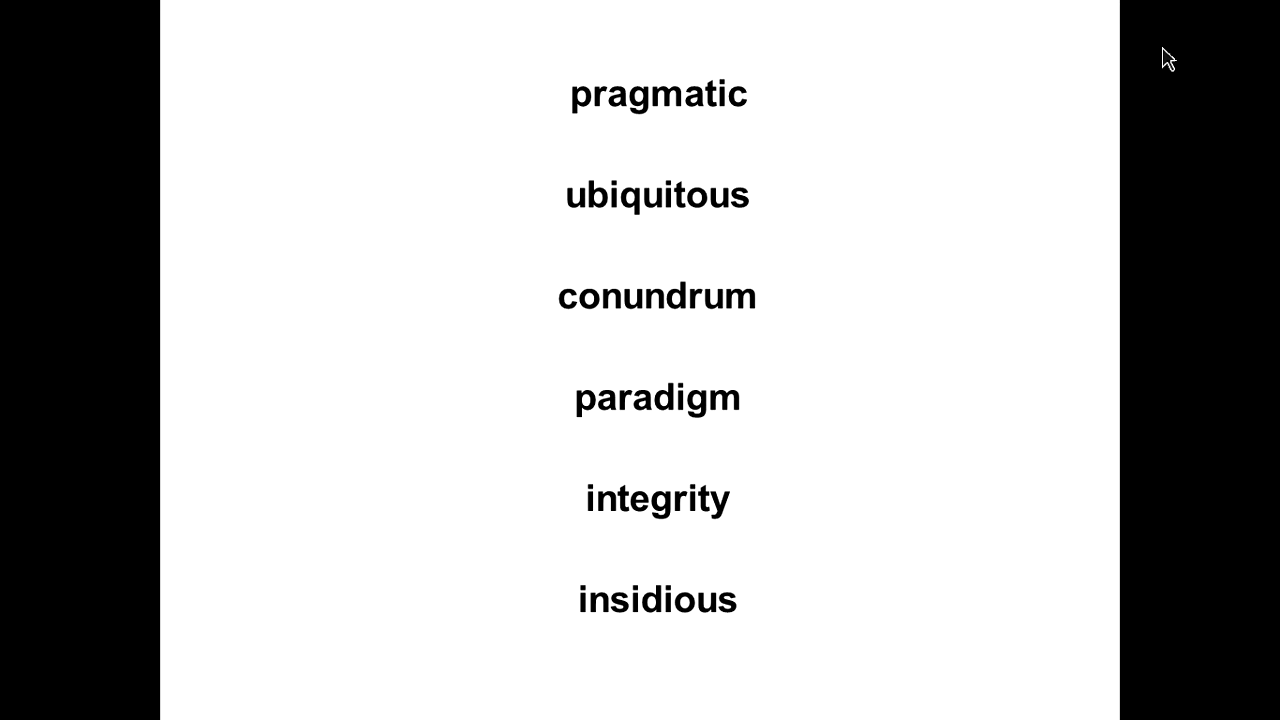 pragmatic
ubiquitous
conundrum
paradigm
integrity
insidious